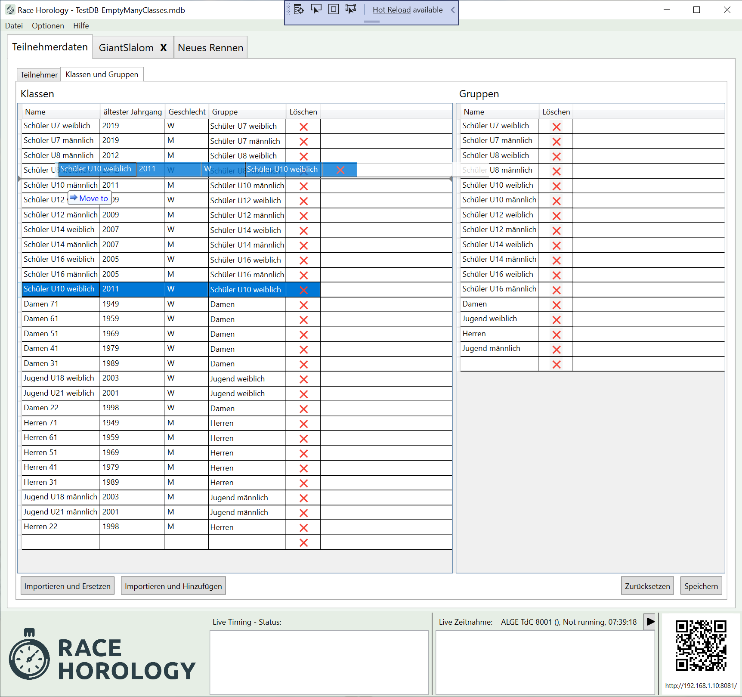 Race Horology - TestDB EmptyManyClasses.mdb
Hot Reload available
Datei Optionen Hilfe
Teilnehmerdaten GiantSlalom X Neues Rennen
Teilnehmer Klassen und Gruppen
Klassen
Name ältester Jahrgang Geschlecht Gruppe Löschen
Schüler U7 weiblich 2019 W Schüler U7 weiblich
Schüler U7 männlich 2019 M Schüler U7 männlich
Schüler U8 männlich 2012 M Schüler U8 weiblich
Schüler U10 weiblich 2011 W Schüler U10 weiblich
Schüler U10 männlich 2011 M Schüler U10 männlich
Schüler U12 09 W Schüler U12 weiblich
Move to
Schüler U12 männlich 2009 M Schüler U12 männlich
Schüler U14 weiblich 2007 W Schüler U14 weiblich
Schüler U14 männlich 2007 M Schüler U14 männlich
Schüler U16 weiblich 2005 W Schüler U16 weiblich
Schüler U16 männlich 2005 M Schüler U16 männlich
Schüler U10 weiblich 2011 W Schüler U10 weiblich
Damen 71 1949 W Damen
Damen 61 1959 W Damen
Damen 51 1969 W Damen
Damen 41 1979 W Damen
Damen 31 1989 W Damen
Jugend U18 weiblich 2003 W Jugend weiblich
Jugend U21 weiblich 2001 W Jugend weiblich
Damen 22 1998 W Damen
Herren 71 1949 M Herren
Herren 61 1959 M Herren
Herren 51 1969 M Herren
Herren 41 1979 M Herren
Herren 31 1989 M Herren
Jugend U18 männlich 2003 M Jugend männlich
Jugend U21 männlich 2001 M Jugend männlich
Herren 22 1998 M Herren
Gruppen
Name Löschen
Schüler U7 weiblich
Schüler U7 männlich
Schüler U8 weiblich
Schüler U8 männlich
Schüler U10 weiblich
Schüler U10 männlich
Schüler U12 weiblich
Schüler U12 männlich
Schüler U14 weiblich
Schüler U14 männlich
Schüler U16 weiblich
Schüler U16 männlich
Damen
Jugend weiblich
Herren
Jugend männlich
Importieren und Ersetzen Importieren und Hinzufügen Zurücksetzen Speichern
RACE
HOROLOGY
Live Timing - Status:
Live Zeitnahme: ALGE TdC 8001 (), Not running. 07:39:18
http://192.168.1.10:8081/